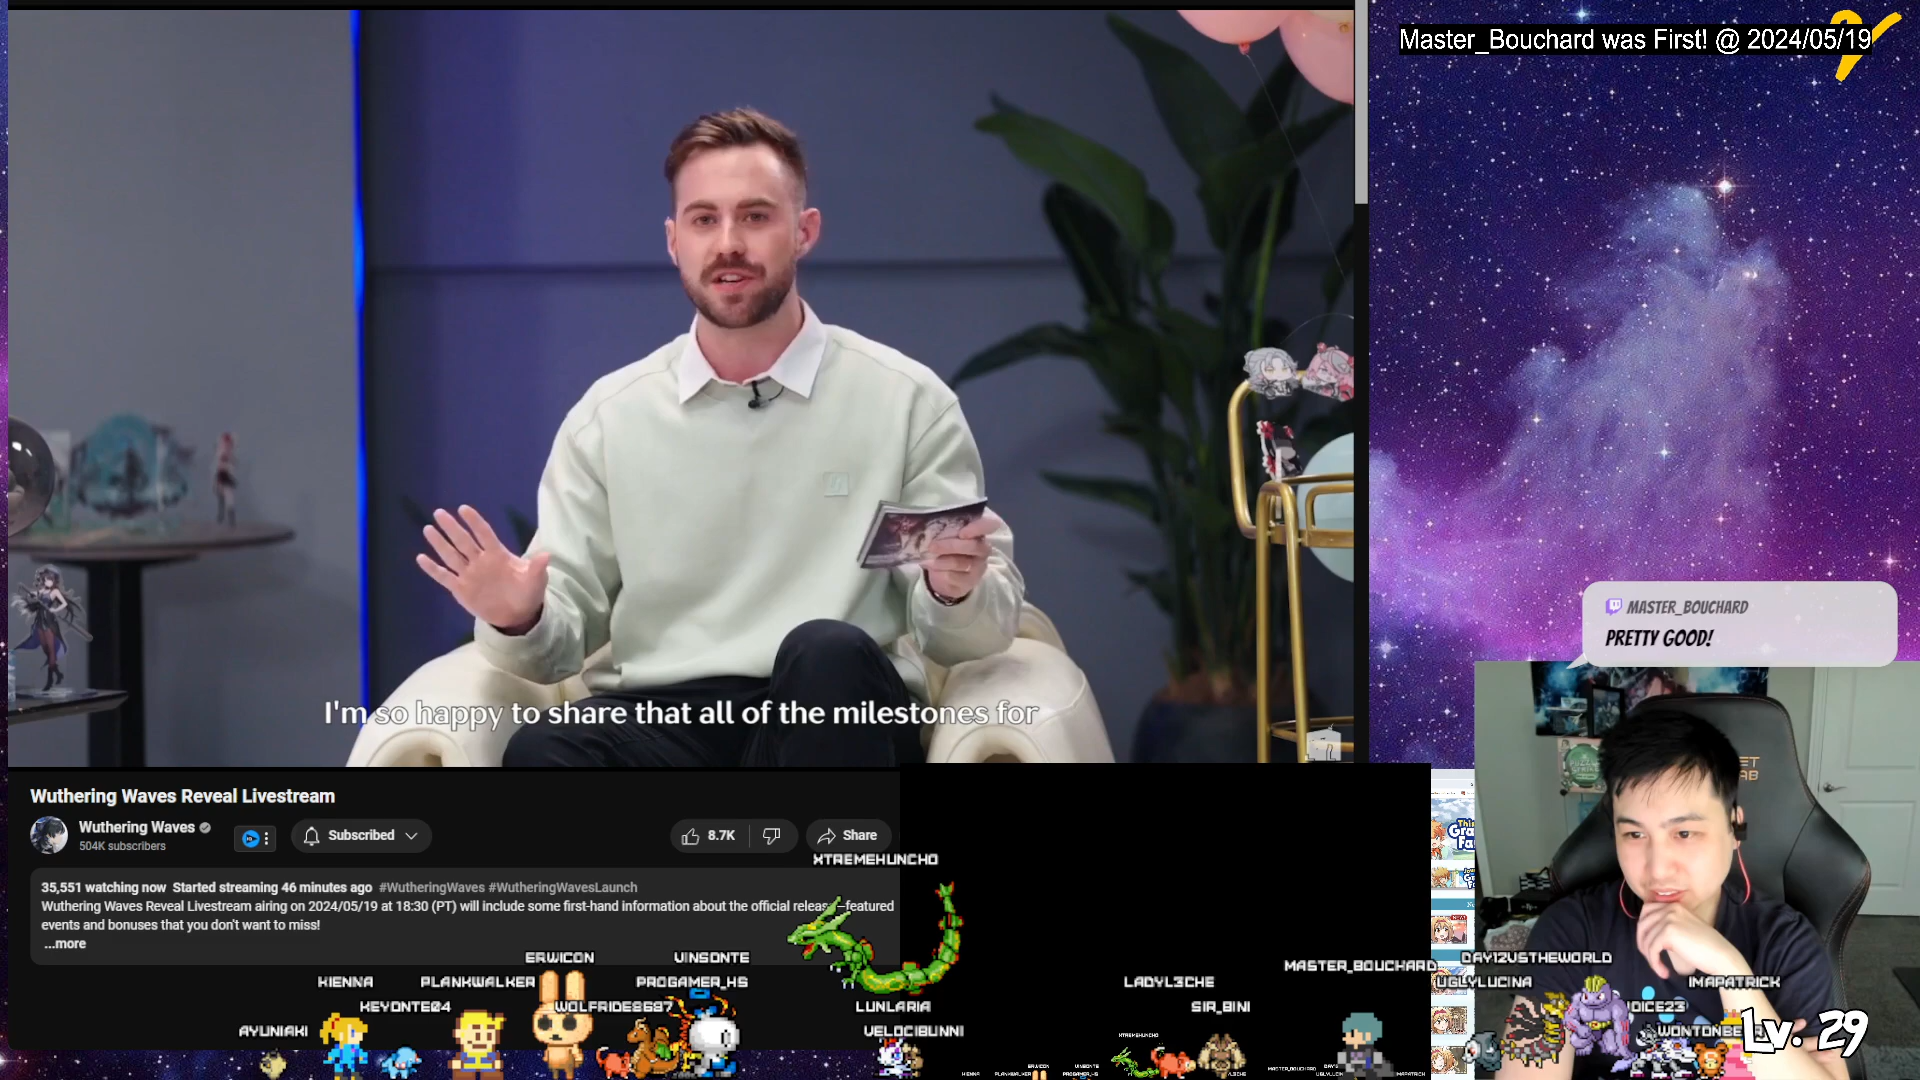 Master_Bouchard was First! @ 2024/05/19
I'm so happy to share that all of the milestones for
MASTER_BOUCHARD
PRETTY GOOD!
Wuthering Waves Reveal Livestream
Wuthering Waves
504K subscribers
Subscribed
8.7K
Share
35,551 watching now Started streaming 46 minutes ago #WutheringWaves #WutheringWavesLaunch
Wuthering Waves Reveal Livestream airing on 2024/05/19 at 18:30 (PT) will include some first-hand information about the official release—featured
events and bonuses that you don't want to miss!
...more
XTREMEHUNCHO
ERWICON
VINSONTE
MASTER_BOUCHARD
DAY12VSTHEWORLD
KIENNA
PLANKWALKER
PROGAMER_HS
LADYL3CHE
UGLYLUCINA
IMAPATRICK
KEYONTE04
WOLFRIDE8687
LUNLARIA
SIR_BINI
AYUNIAKI
VELOCIBUNNI
Lv. 29